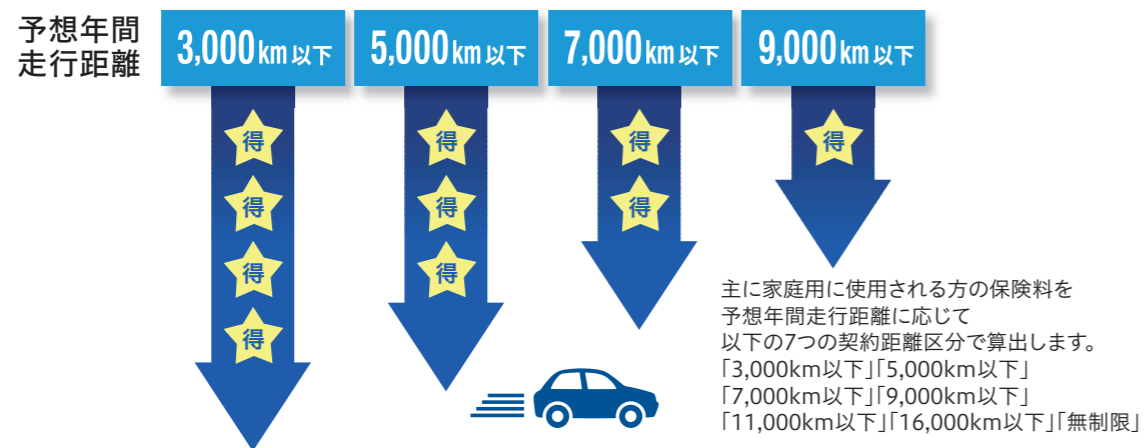 予想年間
走行距離
3,000km以下
5,000km以下
7,000km以下
9,000km以下
得
得
得
得
得
得
得
得
得
得
主に家庭用に使用される方の保険料を
予想年間走行距離に応じて
以下の7つの契約距離区分で算出します。
「3,000km以下」「5,000km以下」
「7,000km以下」「9,000km以下」
「11,000km以下」「16,000km以下」「無制限」